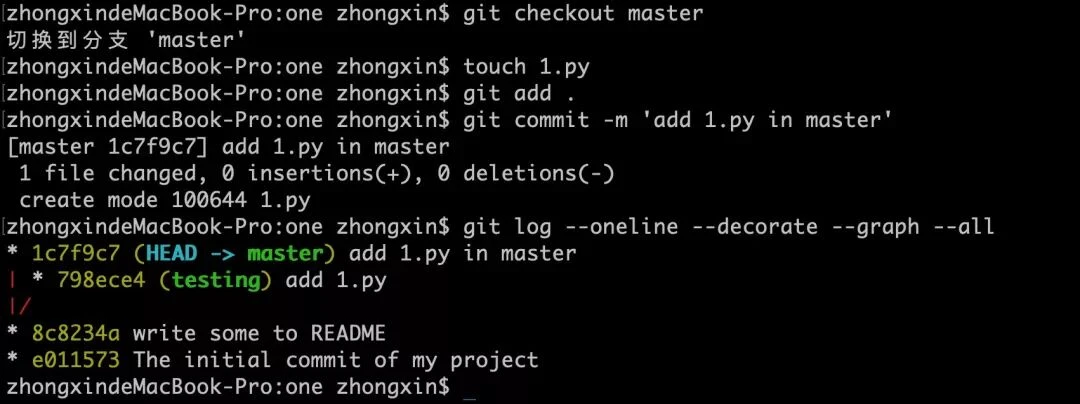 [zhongxindeMacBook-Pro:one zhongxin$ git checkout master
切换到分支 'master'
[zhongxindeMacBook-Pro:one zhongxin$ touch 1.py
[zhongxindeMacBook-Pro:one zhongxin$ git add .
[zhongxindeMacBook-Pro:one zhongxin$ git commit -m 'add 1.py in master'
[master 1c7f9c7] add 1.py in master
 1 file changed, 0 insertions(+), 0 deletions(-)
 create mode 100644 1.py
[zhongxindeMacBook-Pro:one zhongxin$ git log --oneline --decorate --graph --all
* 1c7f9c7 (HEAD -> master) add 1.py in master
| * 798ece4 (testing) add 1.py
|/
* 8c8234a write some to README
* e011573 The initial commit of my project
zhongxindeMacBook-Pro:one zhongxin$ _